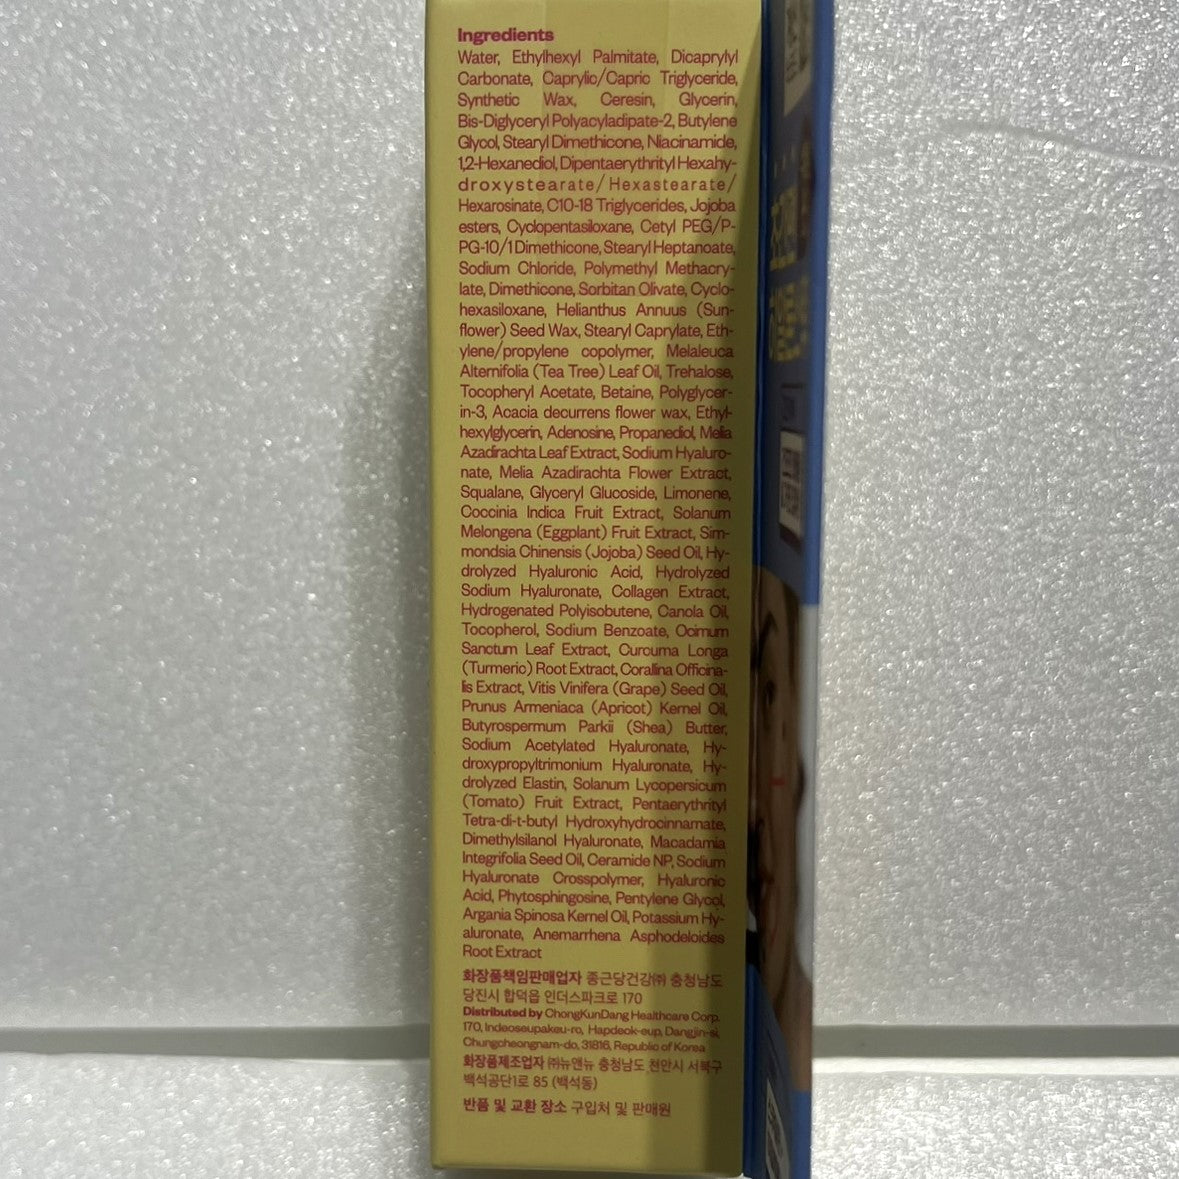 Ingredients
Water, Ethylhexyl Palmitate, Dicaprylyl
Carbonate, Caprylic/Capric Triglyceride,
Synthetic Wax, Ceresin, Glycerin,
Bis-Diglyceryl Polyacyladipate-2, Butylene
Glycol, Stearyl Dimethicone, Niacinamide,
1,2-Hexanediol, Dipentaerythrityl Hexahy-
droxystearate/Hexastearate/
Hexarosinate, C10-18 Triglycerides, Jojoba
esters, Cyclopentasiloxane, Cetyl PEG/P-
PG-10/1 Dimethicone, Stearyl Heptanoate,
Sodium Chloride, Polymethyl Methacry-
late, Dimethicone, Sorbitan Olivate, Cyclo-
hexasiloxane, Helianthus Annuus (Sun-
flower) Seed Wax, Stearyl Caprylate, Eth-
ylene/propylene copolymer, Melaleuca
Alternifolia (Tea Tree) Leaf Oil, Trehalose,
Tocopheryl Acetate, Betaine, Polyglycer-
in-3, Acacia decurrens flower wax, Ethyl-
hexylglycerin, Adenosine, Propanediol, Melia
Azadirachta Leaf Extract, Sodium Hyaluro-
nate, Melia Azadirachta Flower Extract,
Squalane, Glyceryl Glucoside, Limonene,
Coccinia Indica Fruit Extract, Solanum
Melongena (Eggplant) Fruit Extract, Sim-
mondsia Chinensis (Jojoba) Seed Oil, Hy-
drolyzed Hyaluronic Acid, Hydrolyzed
Sodium Hyaluronate, Collagen Extract,
Hydrogenated Polyisobutene, Canola Oil,
Tocopherol, Sodium Benzoate, Ocimum
Sanctum Leaf Extract, Curcuma Longa
(Turmeric) Root Extract, Corallina Officina-
lis Extract, Vitis Vinifera (Grape) Seed Oil,
Prunus Armeniaca (Apricot) Kernel Oil,
Butyrospermum Parkii (Shea) Butter,
Sodium Acetylated Hyaluronate, Hy-
droxypropyltrimonium Hyaluronate, Hy-
drolyzed Elastin, Solanum Lycopersicum
(Tomato) Fruit Extract, Pentaerythrityl
Tetra-di-t-butyl Hydroxyhydrocinnamate,
Dimethylsilanol Hyaluronate, Macadamia
Integrifolia Seed Oil, Ceramide NP, Sodium
Hyaluronate Crosspolymer, Hyaluronic
Acid, Phytosphingosine, Pentylene Glycol,
Argania Spinosa Kernel Oil, Potassium Hy-
aluronate, Anemarrhena Asphodeloides
Root Extract
화장품책임판매업자 종근당건강㈜ 충청남도
당진시 합덕읍 인더스파크로 170
Distributed by ChongKunDang Healthcare Corp.
170, Indeoseupakeu-ro, Hapdeok-eup, Dangjin-si,
Chungcheongnam-do, 31816, Republic of Korea
화장품제조업자 ㈜뉴앤뉴 충청남도 천안시 서북구
백석공단1로 85 (백석동)
반품 및 교환 장소 구입처 및 판매원